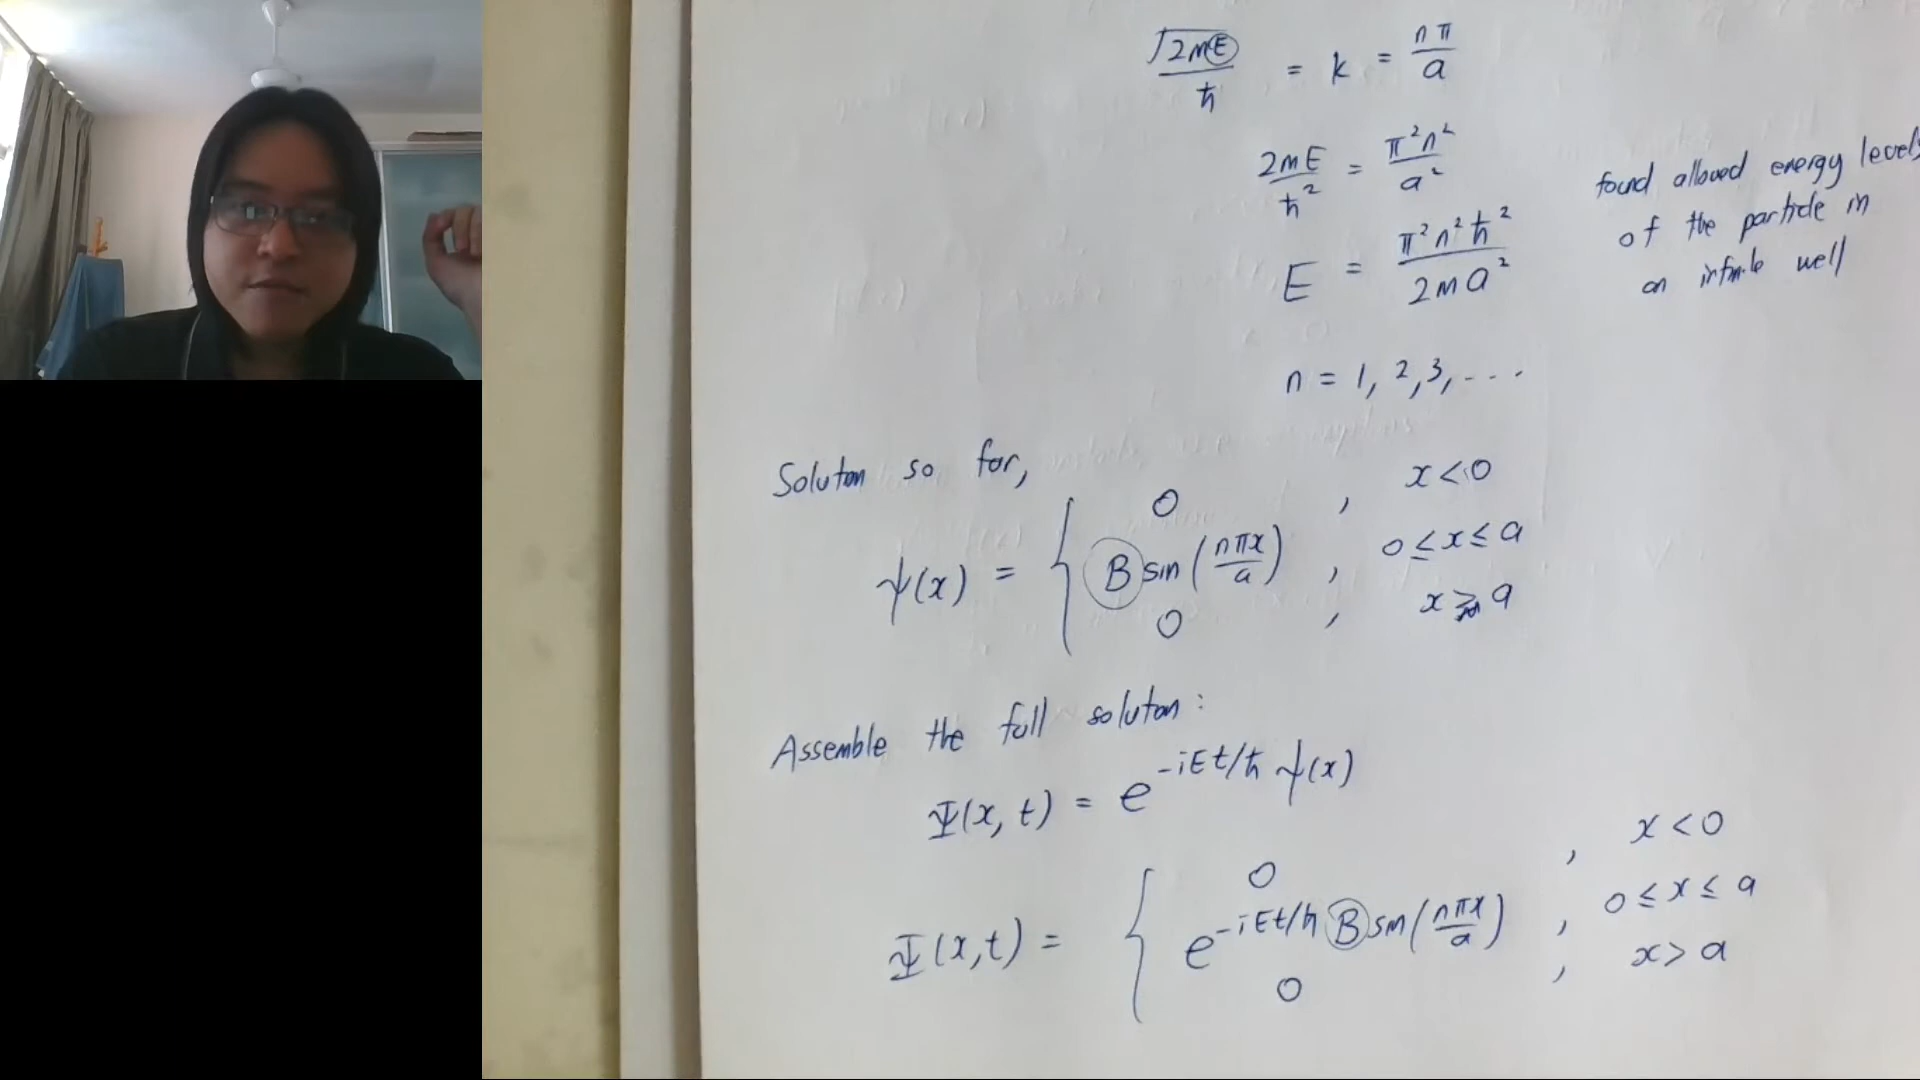 √2mE / ħ = k = nπ / a
2mE / ħ² = π²n² / a²
found allowed energy levels
of the particle in
an infinite well
E = π²n²ħ² / 2ma²
n = 1, 2, 3, ...
Solution so far,
ψ(x) = { 0 , x < 0
B sin(nπx / a) , 0 ≤ x ≤ a
0 , x > a
Assemble the full solution:
Ψ(x, t) = e^(-iEt/ħ) ψ(x)
Ψ(x,t) = { 0 , x < 0
e^(-iEt/ħ) B sin(nπx / a) , 0 ≤ x ≤ a
0 , x > a